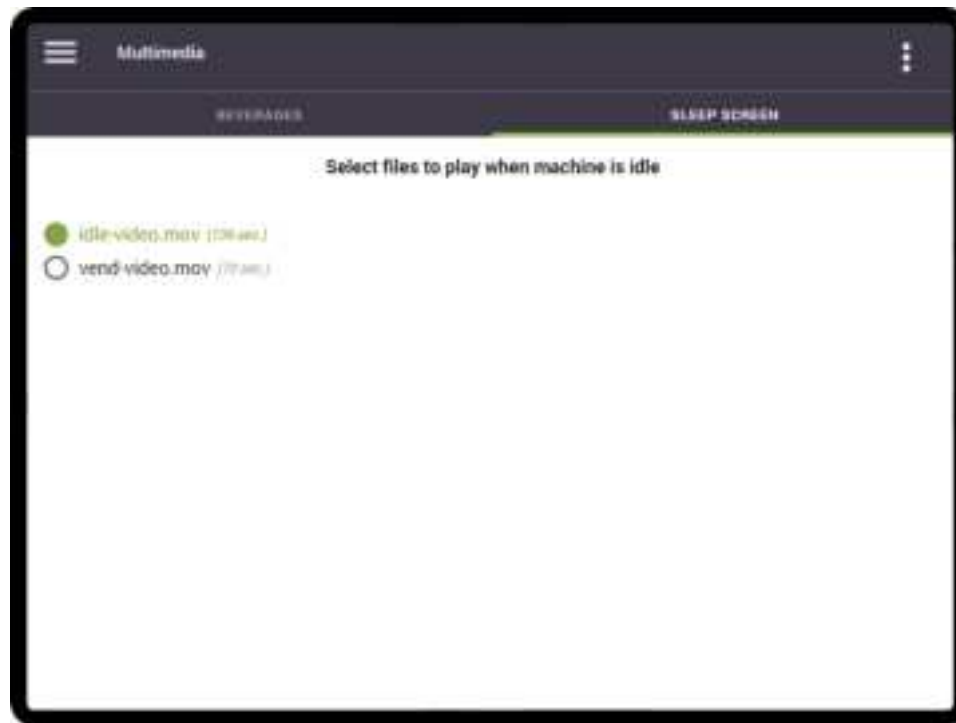 Multimedia
BEVERAGES SLEEP SCREEN
Select files to play when machine is idle
idle-video.mov
vend-video.mov